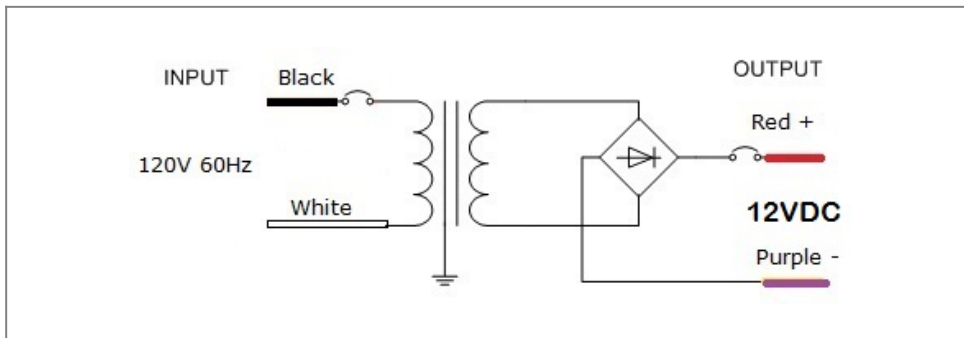 INPUT
Black
OUTPUT
Red +
120V 60Hz
White
12VDC
Purple -